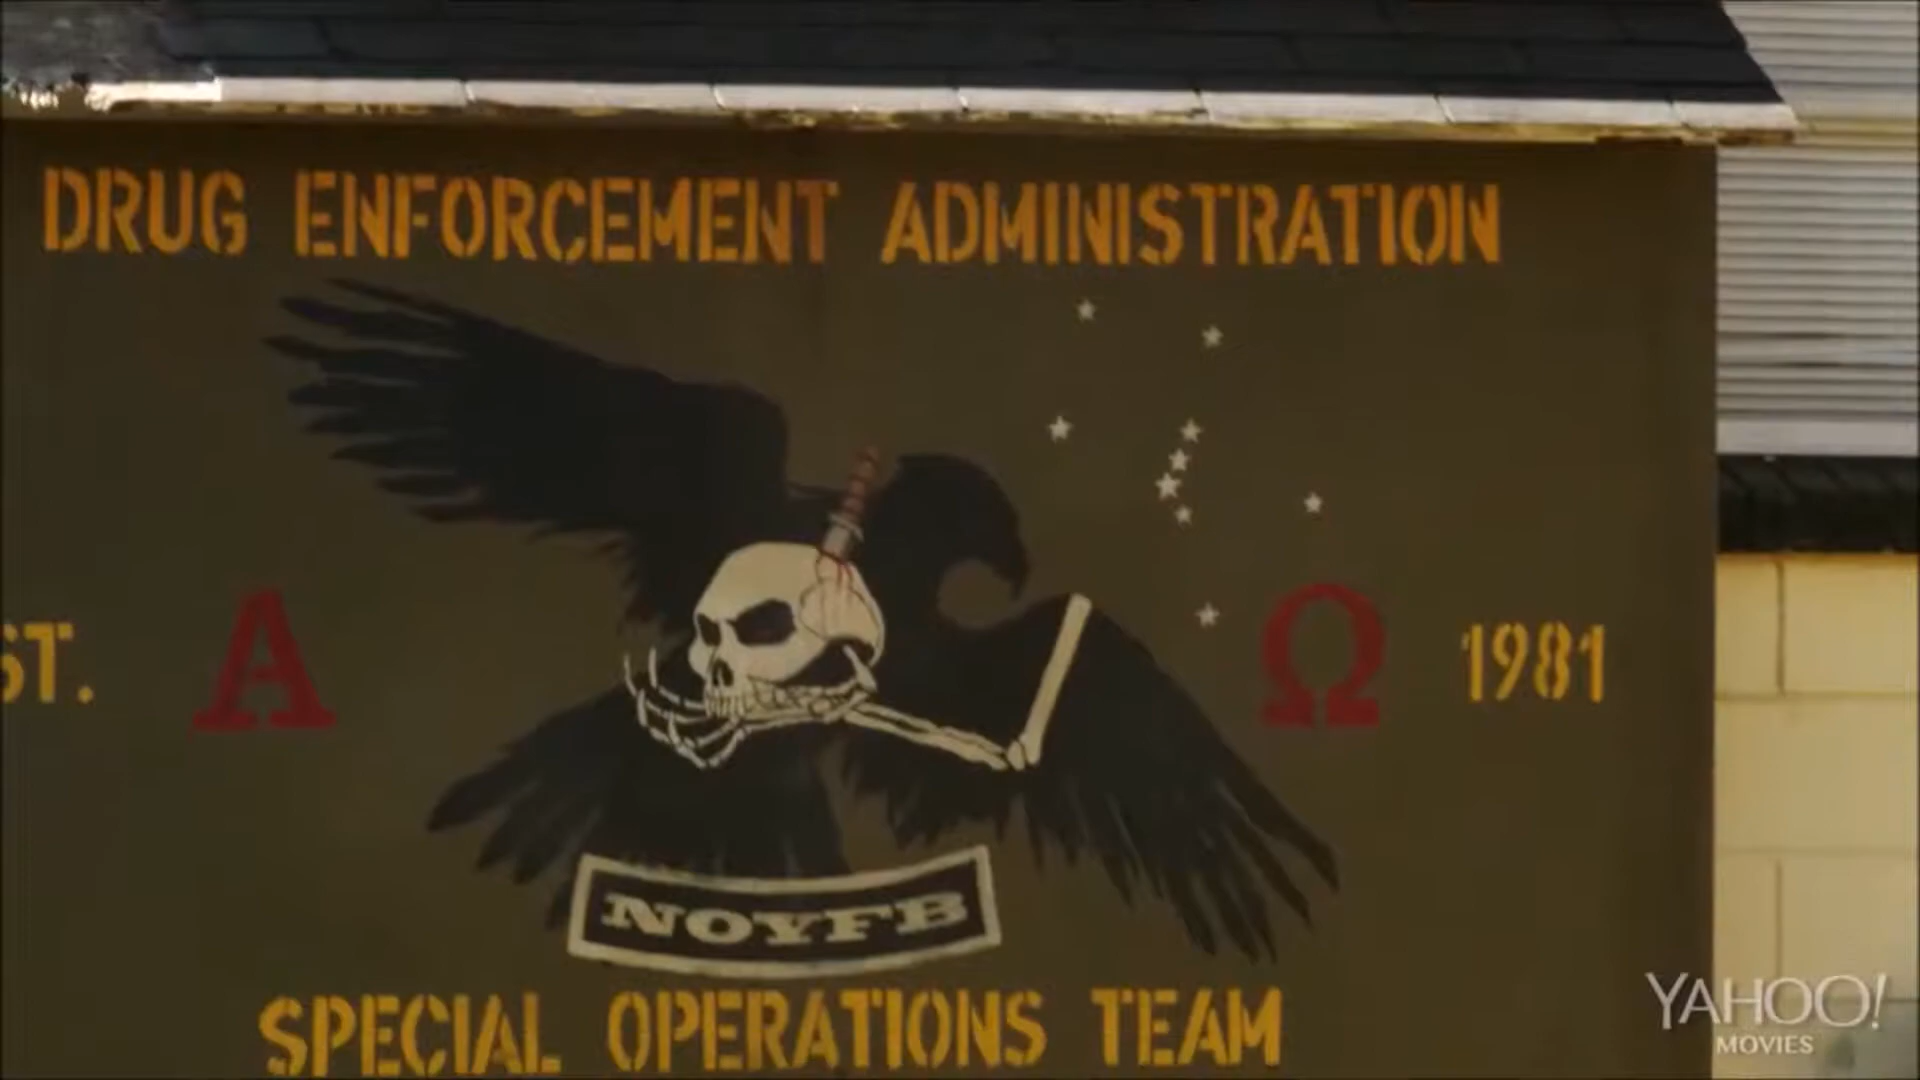 DRUG ENFORCEMENT ADMINISTRATION
ST. A Ω 1981
NOYFB
SPECIAL OPERATIONS TEAM
YAHOO!
MOVIES